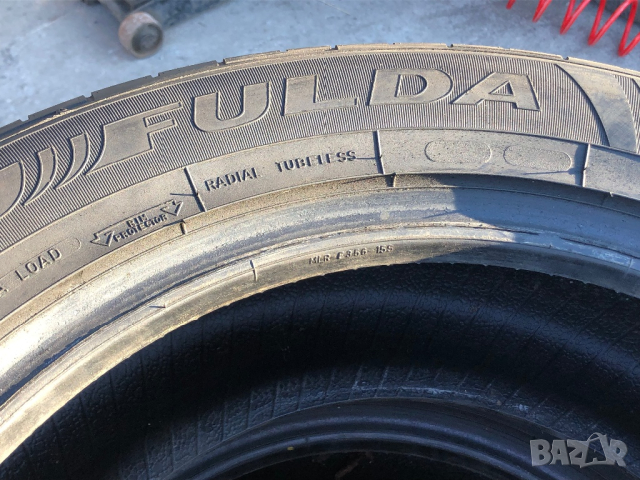 FULDA
RADIAL TUBELESS
RIM
PROTECTOR
LOAD
BAZAR